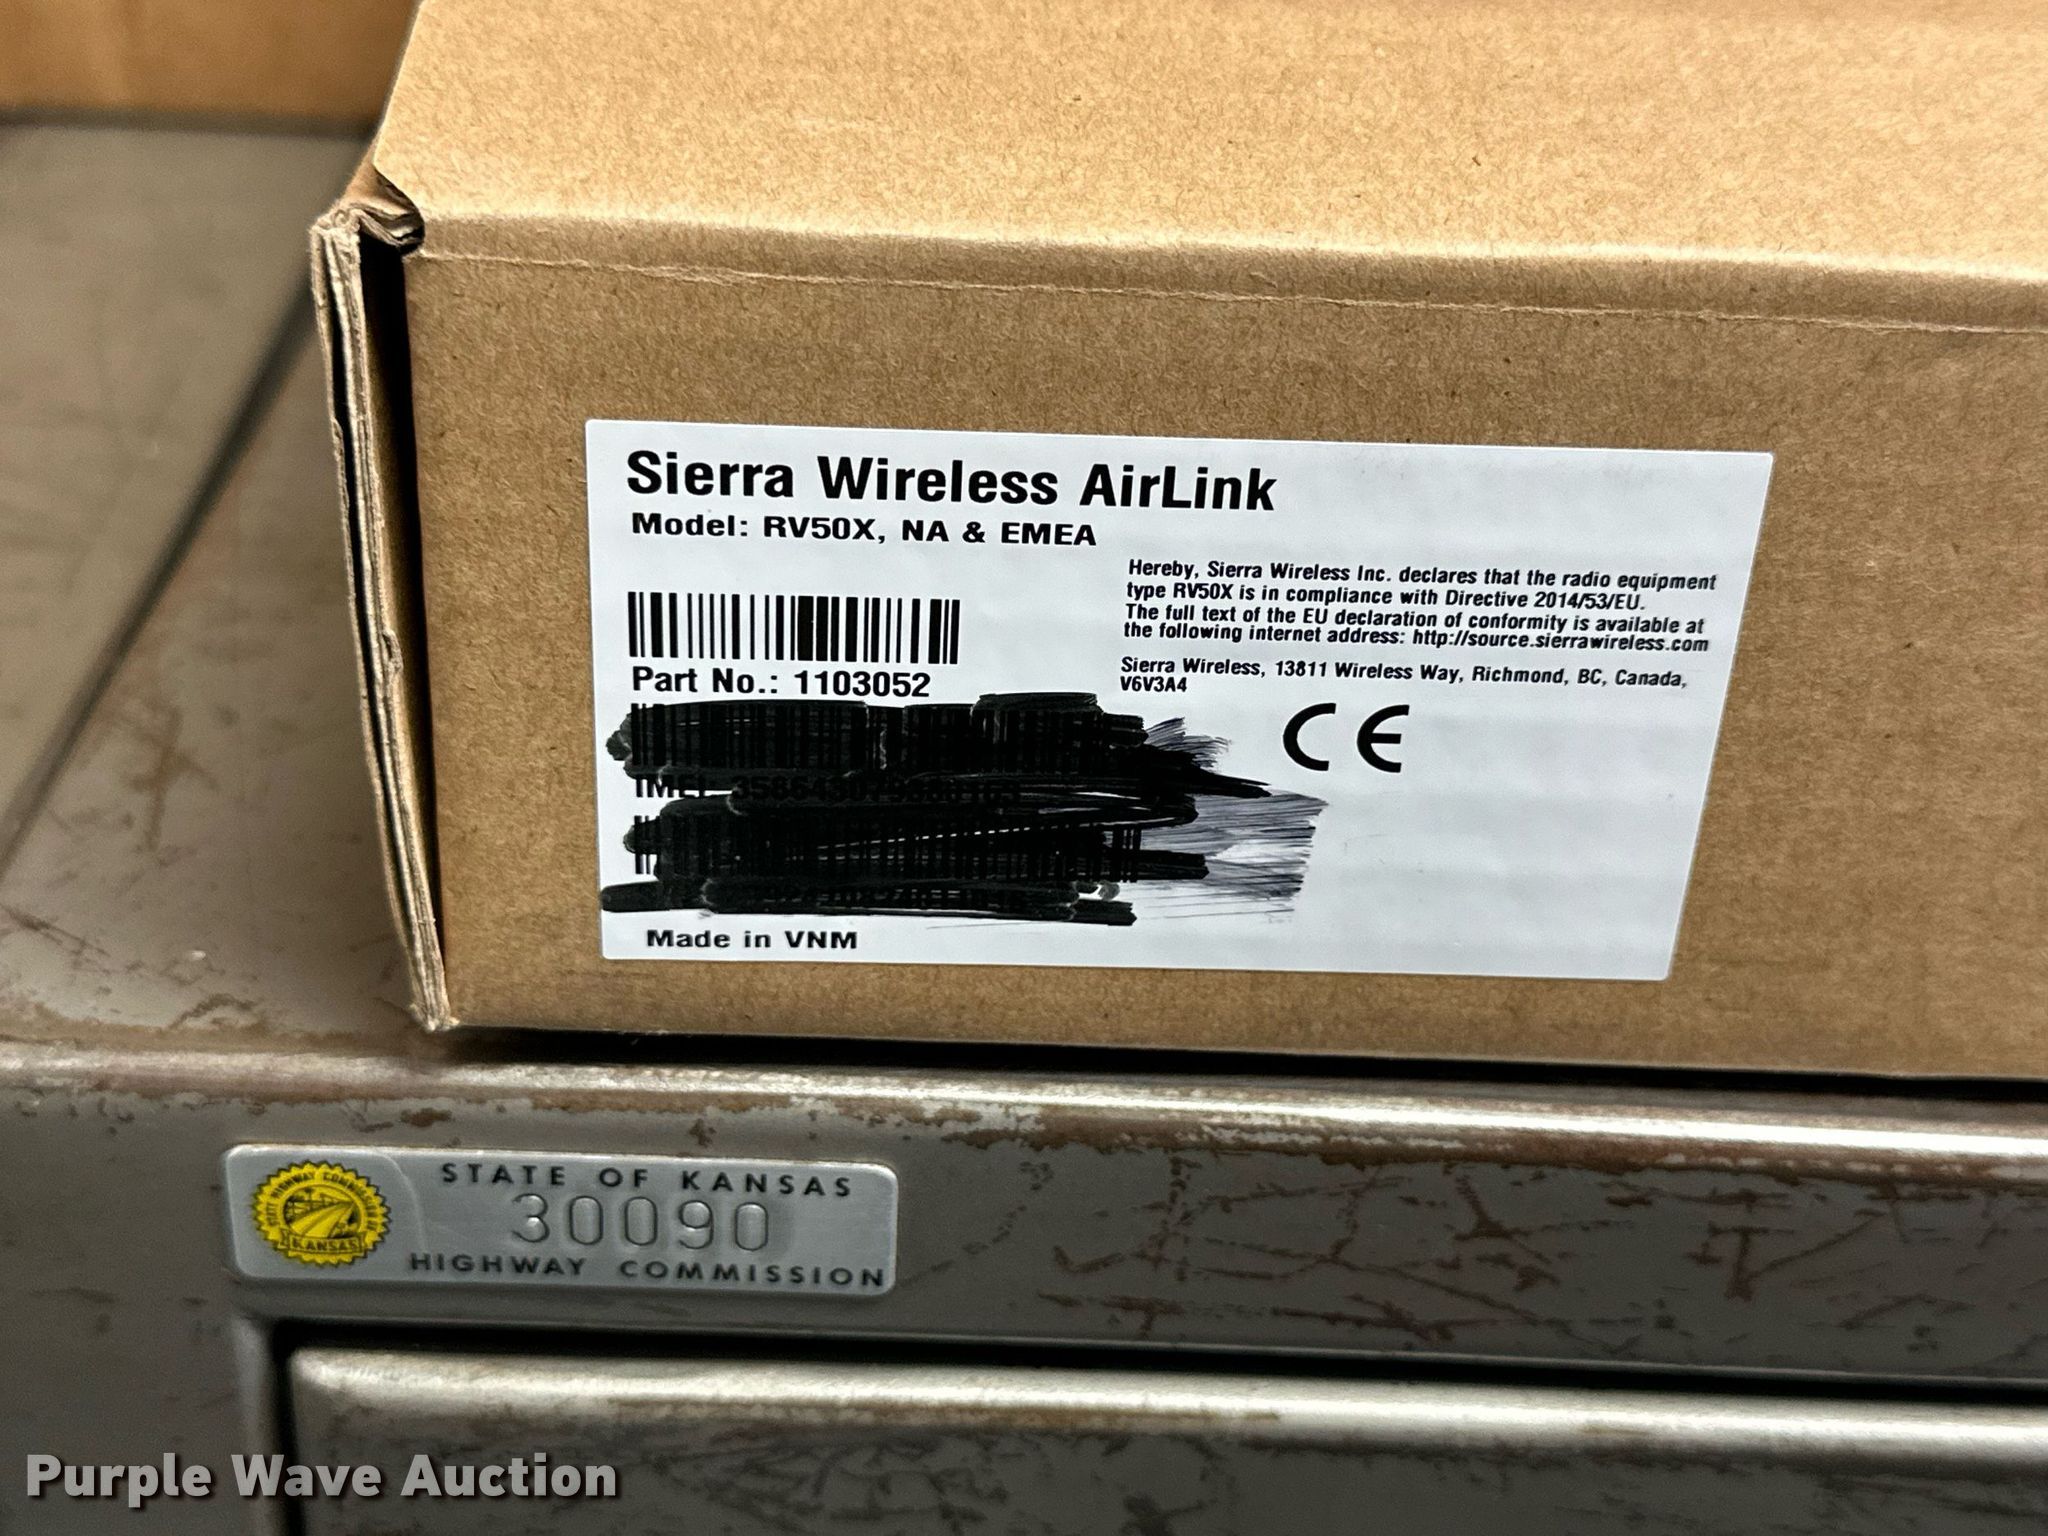 Sierra Wireless AirLink
Model: RV50X, NA & EMEA
Hereby, Sierra Wireless Inc. declares that the radio equipment
type RV50X is in compliance with Directive 2014/53/EU.
The full text of the EU declaration of conformity is available at
the following internet address: http://source.sierrawireless.com
Part No.: 1103052
Sierra Wireless, 13811 Wireless Way, Richmond, BC, Canada,
V6V3A4
CE
Made in VNM
STATE OF KANSAS
30090
HIGHWAY COMMISSION
KANSAS
Purple Wave Auction